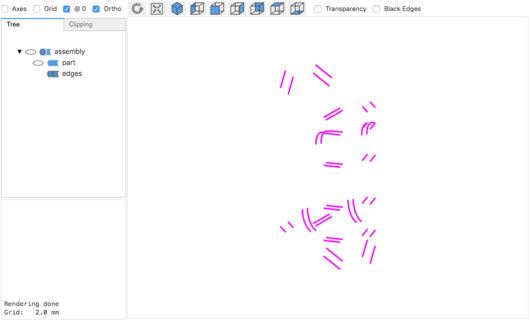 Axes Grid @ 0 Ortho Transparency Black Edges
Tree Clipping
assembly
part
edges
Rendering done
Grid: 2.0 mm